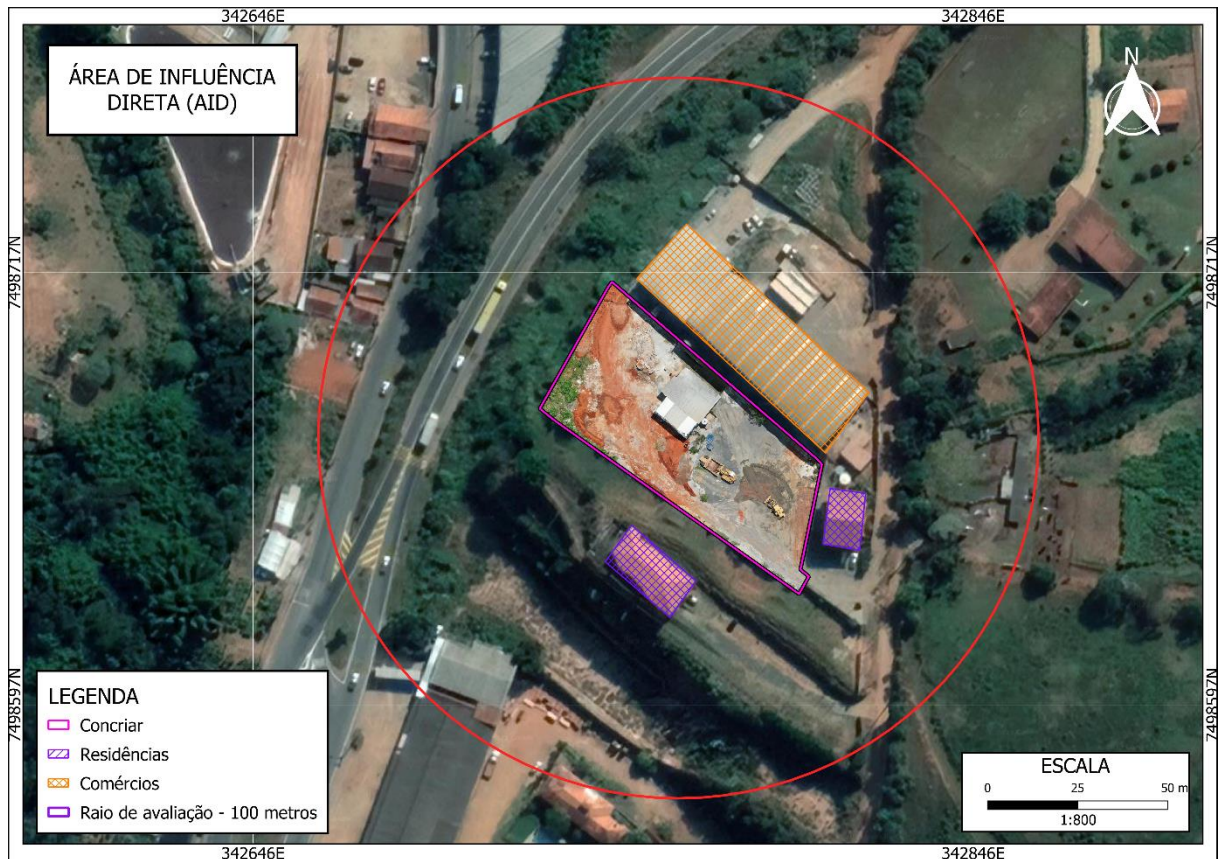 342646E
342846E
ÁREA DE INFLUÊNCIA
DIRETA (AID)
N
7498717N
7498717N
7498597N
7498597N
LEGENDA
Concriar
Residências
Comércios
Raio de avaliação - 100 metros
ESCALA
0 25 50 m
1:800
342646E
342846E